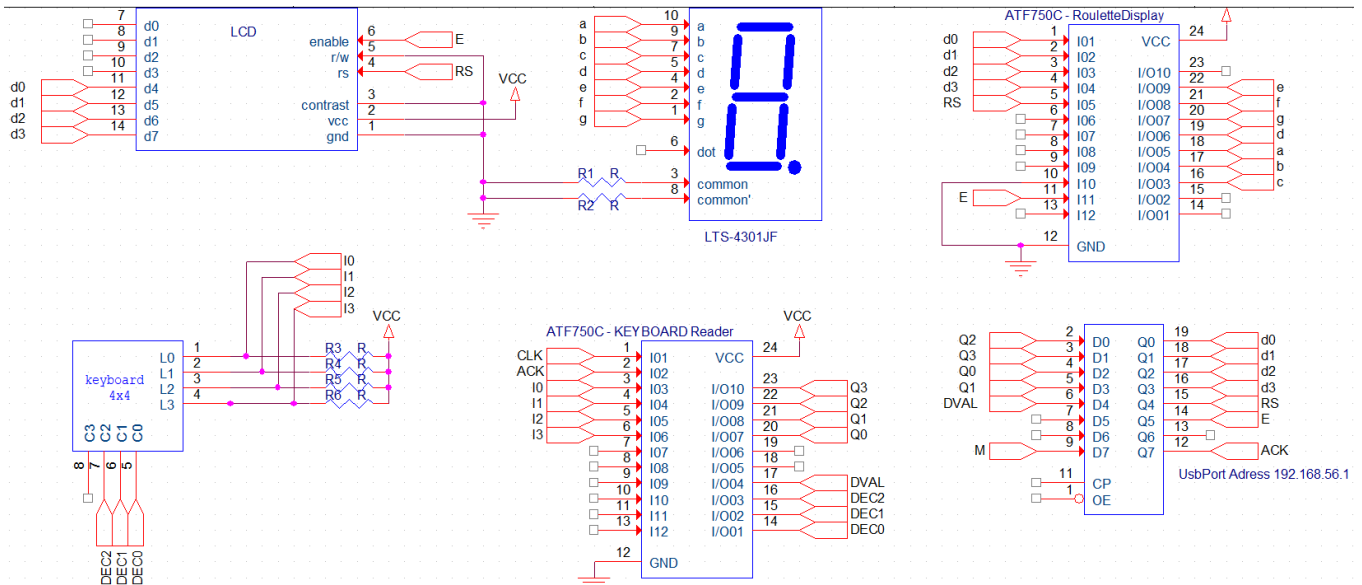 LCD
7 d0
8 d1
9 d2
10 d3
d0 11 d4
d1 12 d5
d2 13 d6
d3 14 d7
enable 6 E
r/w 5
rs 4 RS
contrast 3
vcc 2
gnd 1
VCC
a 10 a
b 9 b
c 7 c
d 5 d
e 4 e
f 2 f
g 1 g
6 dot
R1 R 3 common
R2 R 8 common'
LTS-4301JF
ATF750C - RouletteDisplay
d0 1 I01
d1 2 I02
d2 3 I03
d3 4 I04
RS 5 I05
6 I06
7 I07
8 I08
9 I09
10 I10
E 11 I11
13 I12
12 GND
VCC 24
I/O10 23
I/O09 22 e
I/O08 21 f
I/O07 20 g
I/O06 19 d
I/O05 18 a
I/O04 17 b
I/O03 16 c
I/O02 15
I/O01 14
I0
I1
I2
I3
VCC
keyboard
4x4
L0 1 R3 R
L1 2 R4 R
L2 3 R5 R
L3 4 R6 R
C3 C2 C1 C0
8 7 6 5
DEC2 DEC1 DEC0
ATF750C - KEYBOARD Reader
VCC
CLK 1 I01
ACK 2 I02
I0 3 I03
I1 4 I04
I2 5 I05
I3 6 I06
7 I07
8 I08
9 I09
10 I10
11 I11
13 I12
12 GND
VCC 24
I/O10 23 Q3
I/O09 22 Q2
I/O08 21 Q1
I/O07 20 Q0
I/O06 19
I/O05 18
I/O04 17 DVAL
I/O03 16 DEC2
I/O02 15 DEC1
I/O01 14 DEC0
Q2 2 D0
Q3 3 D1
Q0 4 D2
Q1 5 D3
DVAL 6 D4
7 D5
8 D6
M 9 D7
11 CP
1 OE
Q0 19 d0
Q1 18 d1
Q2 17 d2
Q3 16 d3
Q4 15 RS
Q5 14 E
Q6 13
Q7 12 ACK
UsbPort Adress 192.168.56.1